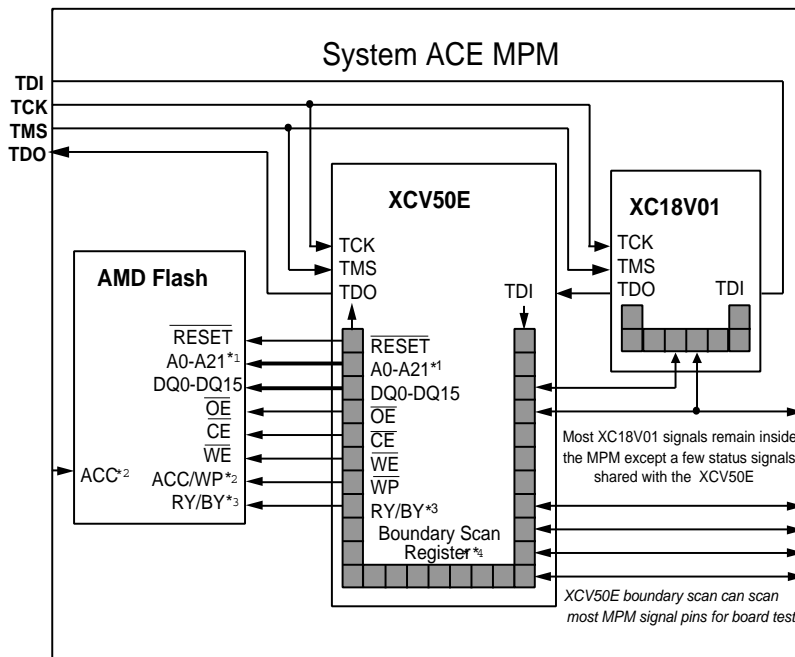 System ACE MPM
TDI
TCK
TMS
TDO
XCV50E
TCK
TMS
TDO
TDI
RESET
A0-A21*1
DQ0-DQ15
OE
CE
WE
WP
RY/BY*3
Boundary Scan
Register*4
XC18V01
TCK
TMS
TDO
TDI
AMD Flash
RESET
A0-A21*1
DQ0-DQ15
OE
CE
WE
ACC*2
ACC/WP*2
RY/BY*3
Most XC18V01 signals remain inside
the MPM except a few status signals
shared with the XCV50E
XCV50E boundary scan can scan
most MPM signal pins for board test